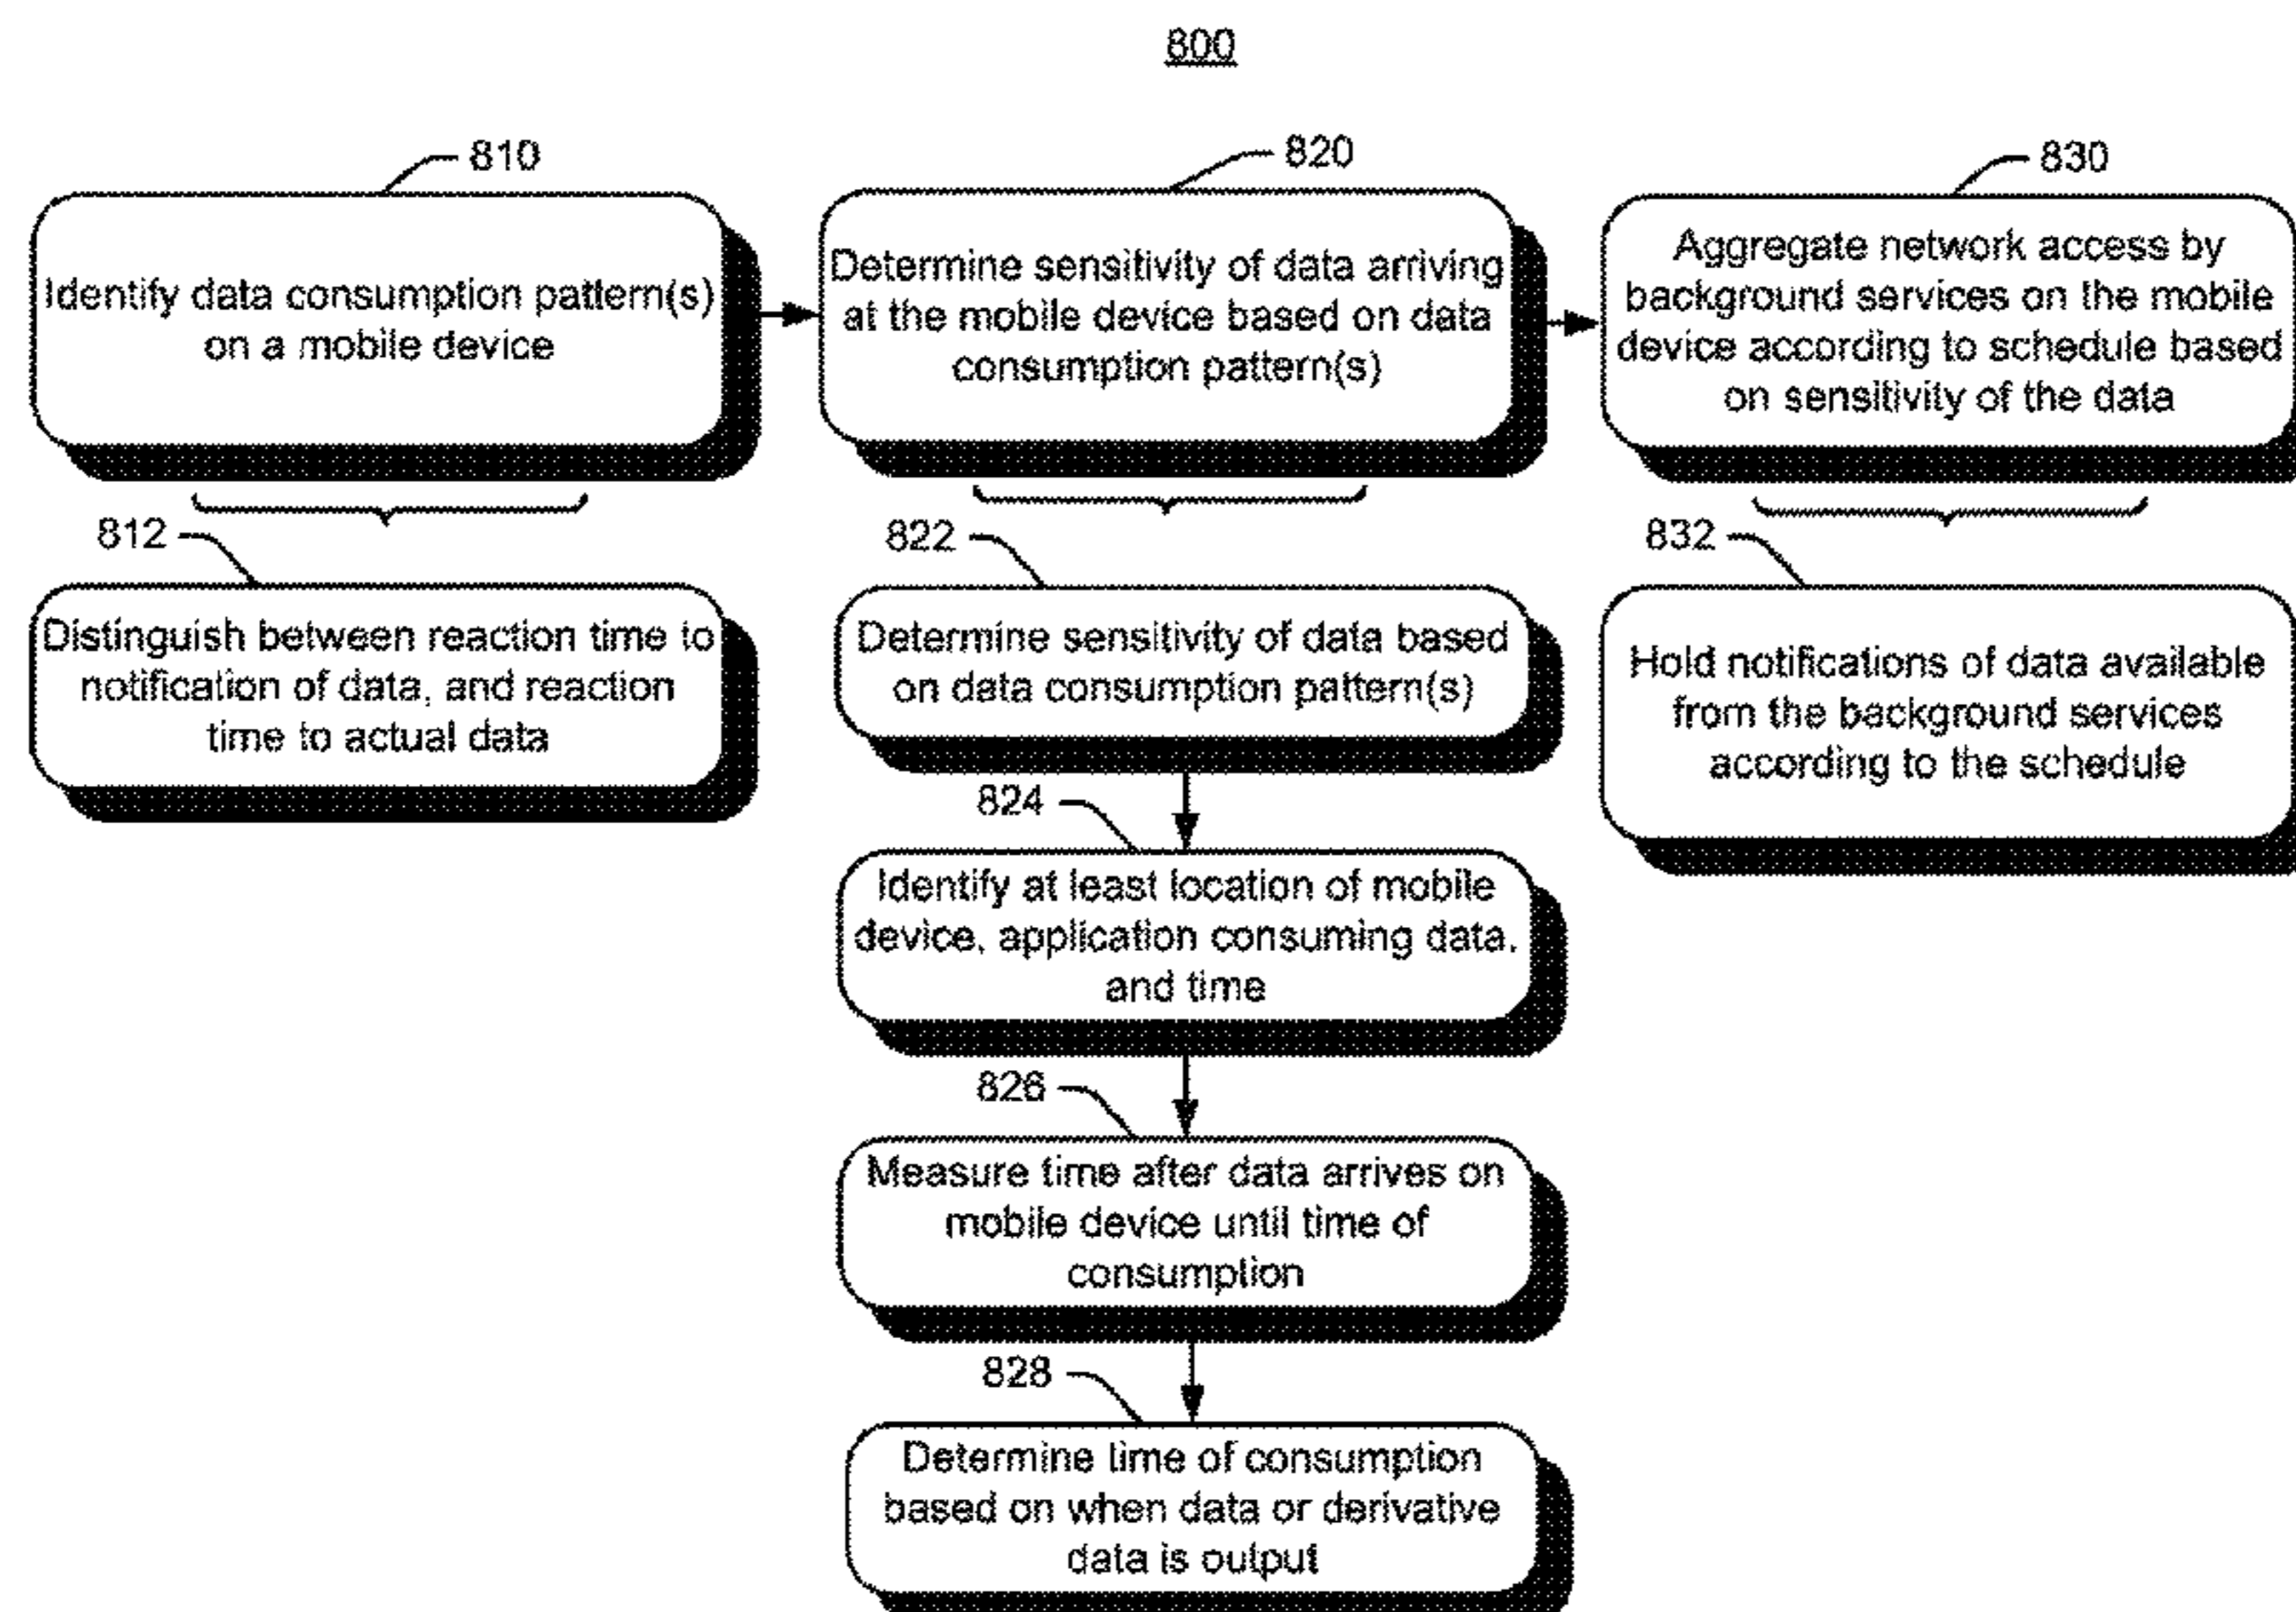 800
810
Identify data consumption pattern(s)
on a mobile device
820
Determine sensitivity of data arriving
at the mobile device based on data
consumption pattern(s)
830
Aggregate network access by
background services on the mobile
device according to schedule based
on sensitivity of the data
812
Distinguish between reaction time to
notification of data, and reaction
time to actual data
822
Determine sensitivity of data based
on data consumption pattern(s)
832
Hold notifications of data available
from the background services
according to the schedule
824
Identify at least location of mobile
device, application consuming data,
and time
826
Measure time after data arrives on
mobile device until time of
consumption
828
Determine time of consumption
based on when data or derivative
data is output